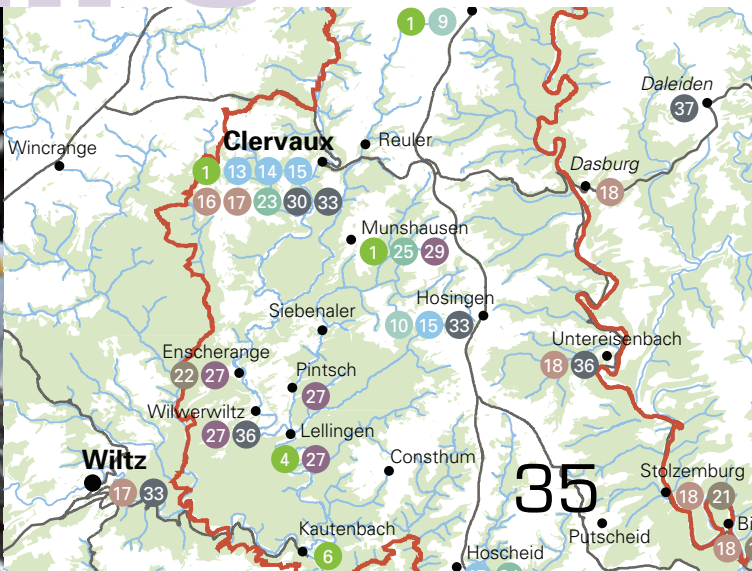 1 9
Daleiden
37
Clervaux
Reuler
Wincrange
1 13 14 15
Dasburg
16 17 23 30 33
18
Munshausen
1 25 29
Hosingen
Siebenaler
10 15 33
Untereisenbach
Enscherange
18 36
22 27
Pintsch
27
Wilwerwiltz
27 36
Lellingen
4 27
Wiltz
Consthum
35
Stolzemburg
17 33
18 21
Putscheid
Kautenbach
6
Hoscheid
18